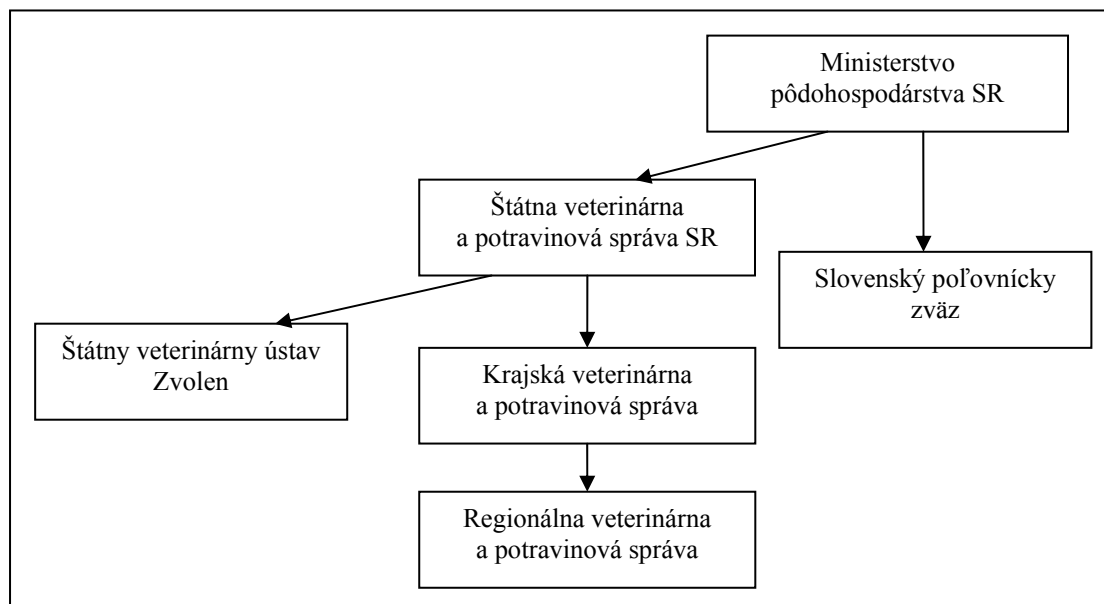 Ministerstvo
pôdohospodárstva SR
Štátna veterinárna
a potravinová správa SR
Slovenský poľovnícky
zväz
Štátny veterinárny ústav
Zvolen
Krajská veterinárna
a potravinová správa
Regionálna veterinárna
a potravinová správa